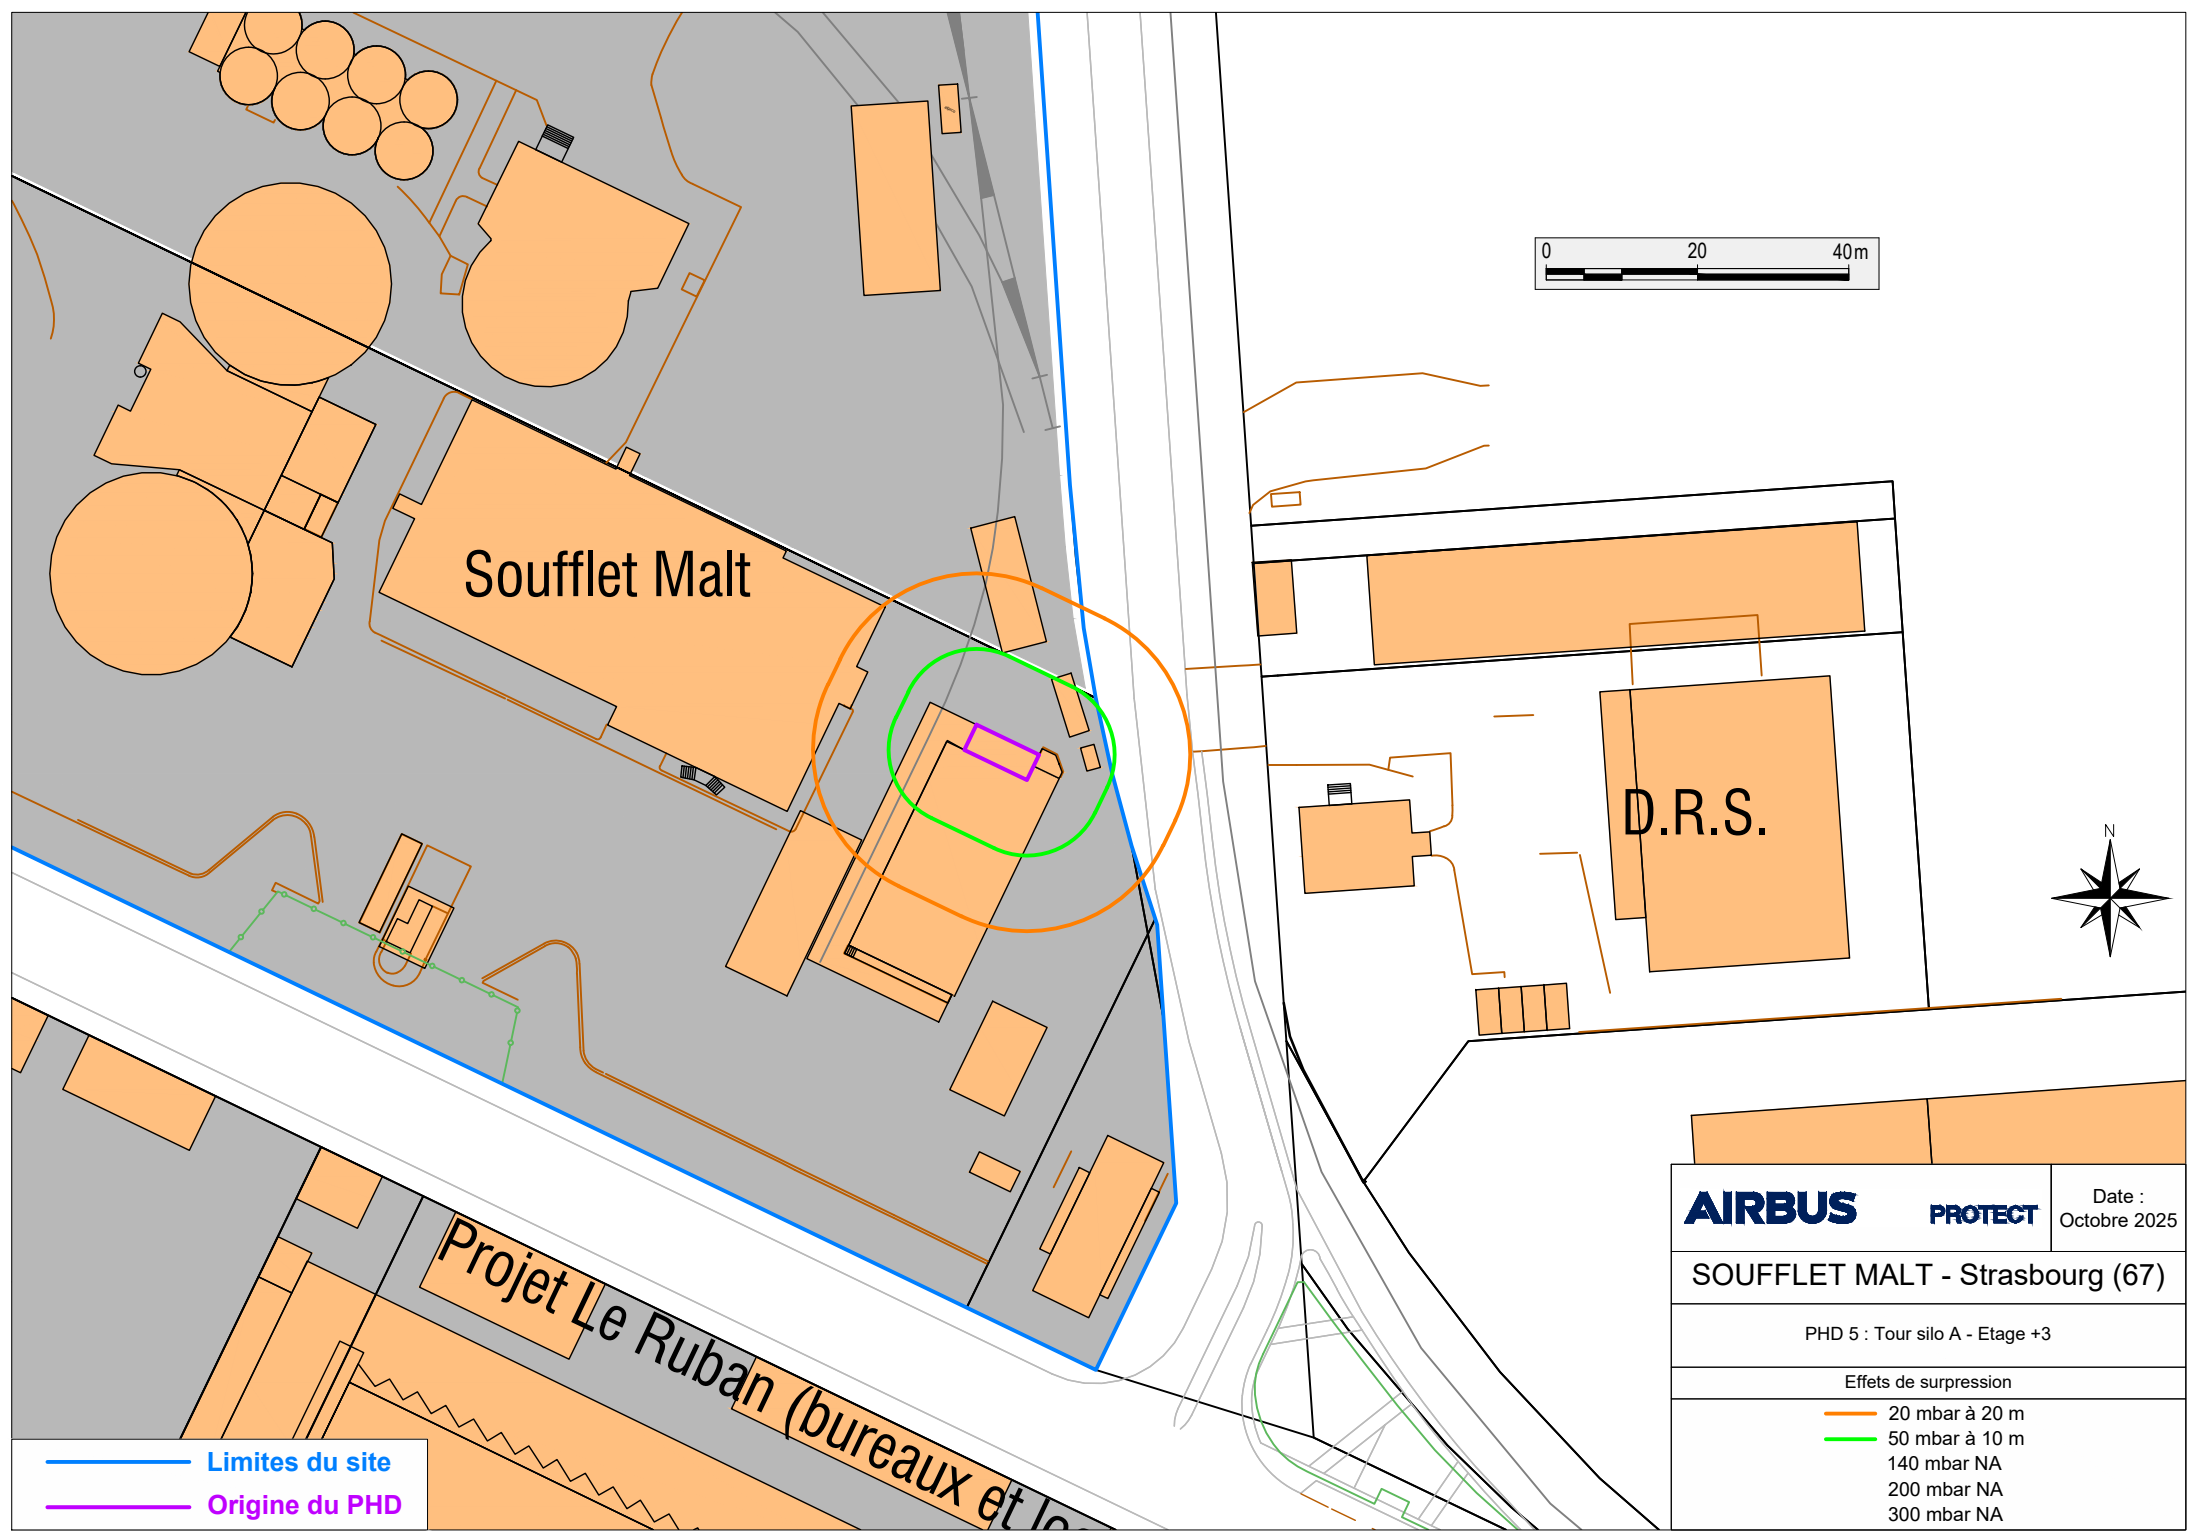 0 20 40m
Soufflet Malt
D.R.S.
N
Projet Le Ruban (bureaux et
AIRBUS PROTECT
Date :
Octobre 2025
SOUFFLET MALT - Strasbourg (67)
PHD 5 : Tour silo A - Etage +3
Effets de surpression
20 mbar à 20 m
50 mbar à 10 m
140 mbar NA
200 mbar NA
300 mbar NA
Limites du site
Origine du PHD